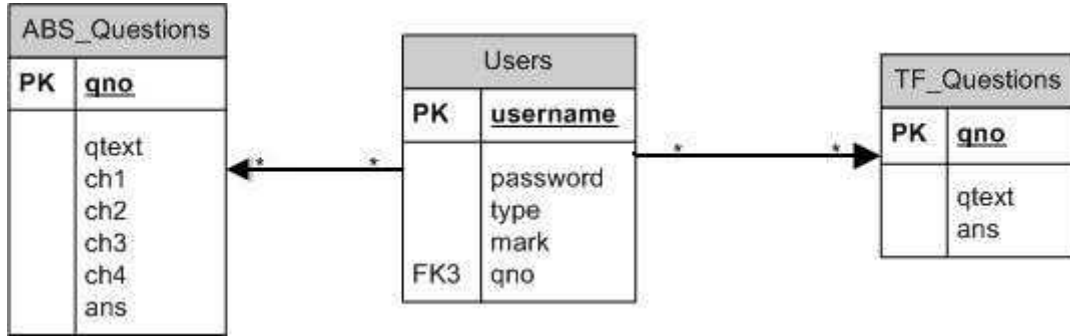 ABS_Questions
PK qno
qtext
ch1
ch2
ch3
ch4
ans
* *
Users
PK username
password
type
mark
FK3 qno
* *
TF_Questions
PK qno
qtext
ans